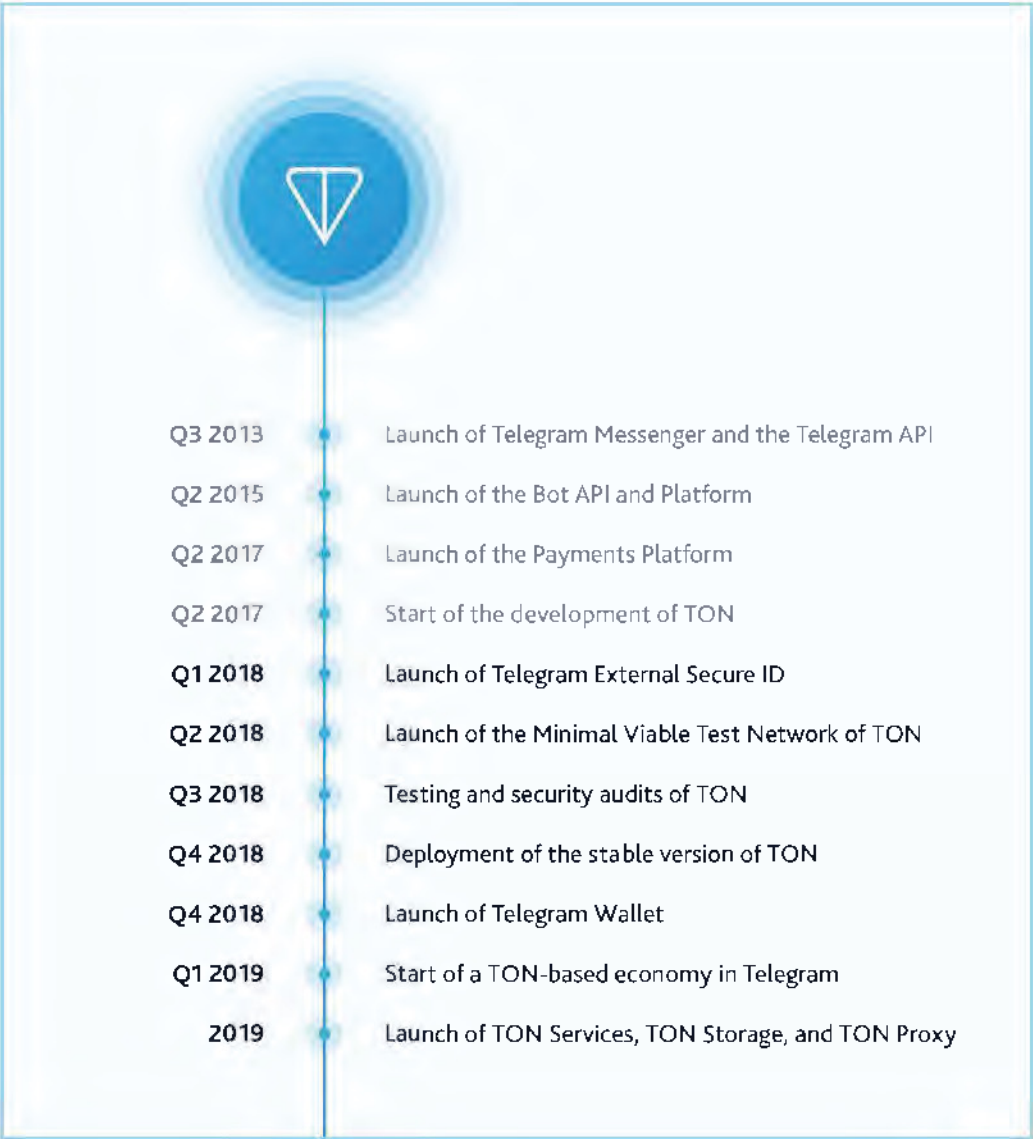 Q3 2013 Launch of Telegram Messenger and the Telegram API
Q2 2015 Launch of the Bot API and Platform
Q2 2017 Launch of the Payments Platform
Q2 2017 Start of the development of TON
Q1 2018 Launch of Telegram External Secure ID
Q2 2018 Launch of the Minimal Viable Test Network of TON
Q3 2018 Testing and security audits of TON
Q4 2018 Deployment of the stable version of TON
Q4 2018 Launch of Telegram Wallet
Q1 2019 Start of a TON-based economy in Telegram
2019 Launch of TON Services, TON Storage, and TON Proxy